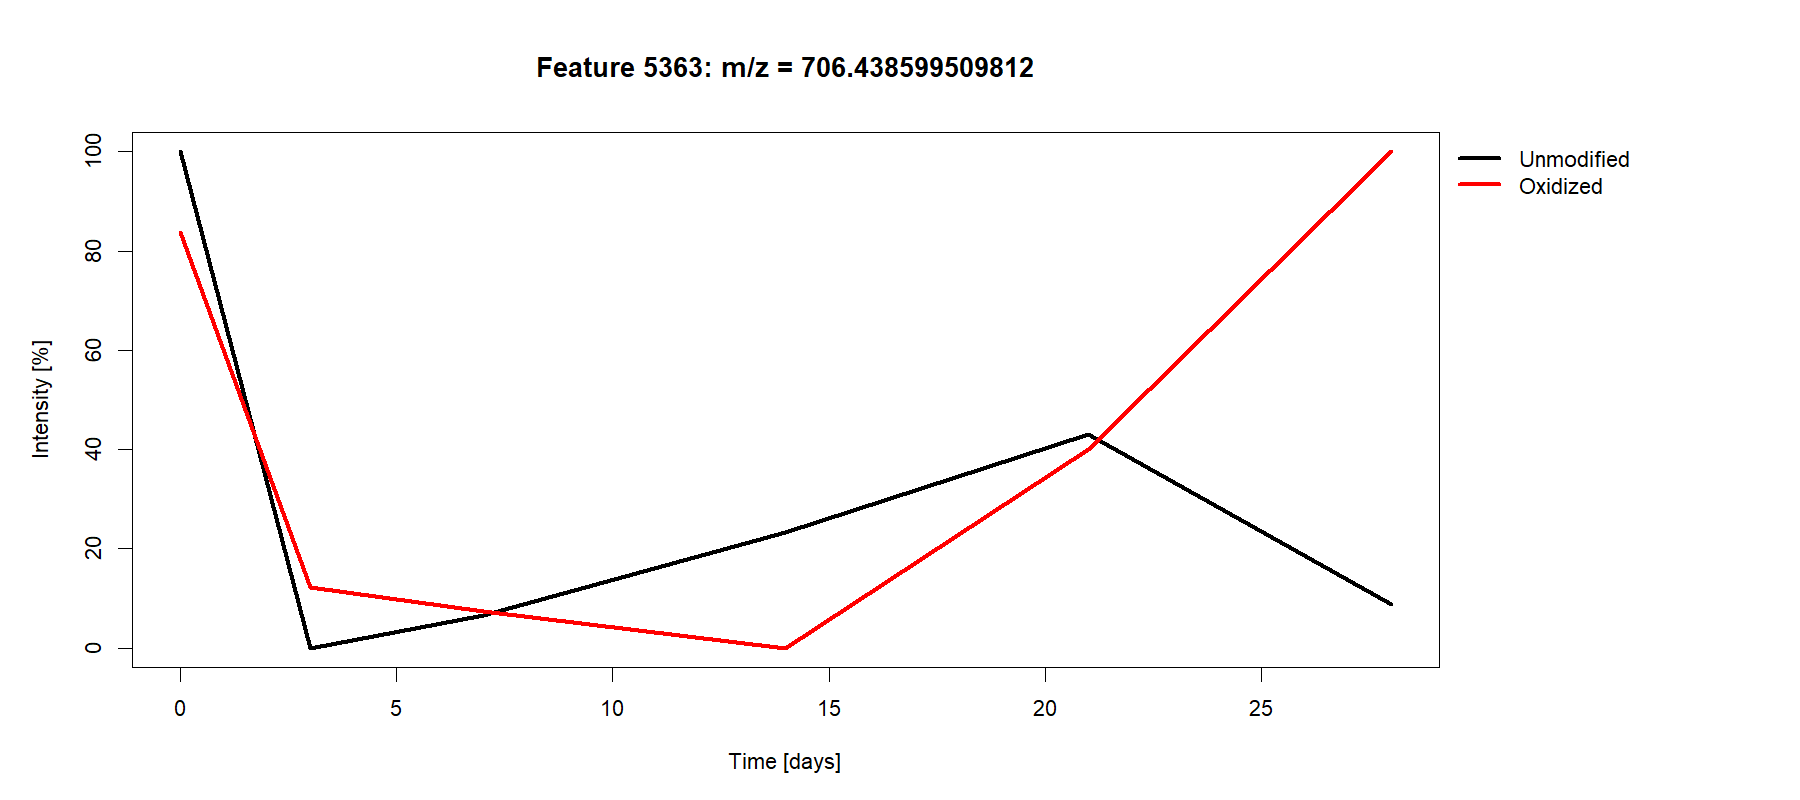 Feature 5363: m/z = 706.438599509812
Unmodified
Oxidized
Intensity [%]
100
80
60
40
20
0
0 5 10 15 20 25
Time [days]